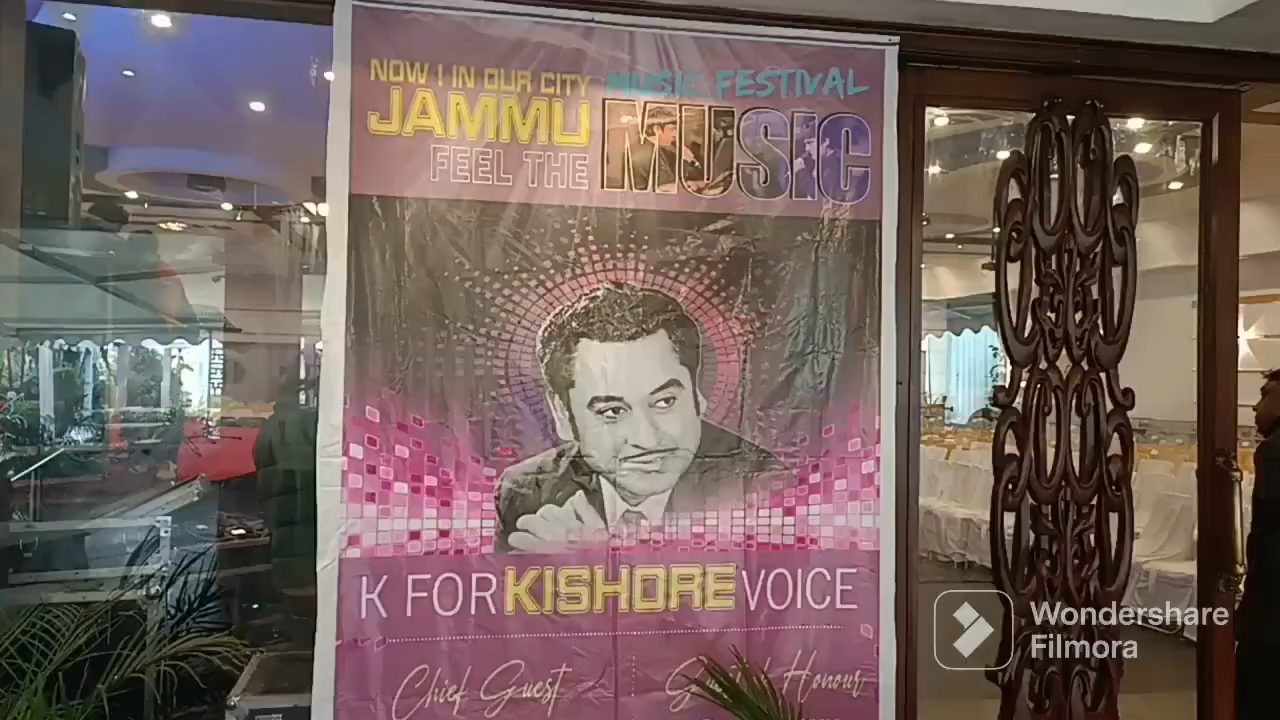 NOW ! IN OUR CITY
JAMMU
FEEL THE
MUSIC FESTIVAL
MUSIC
K FOR KISHORE VOICE
Chief Guest
Honour
Wondershare
Filmora